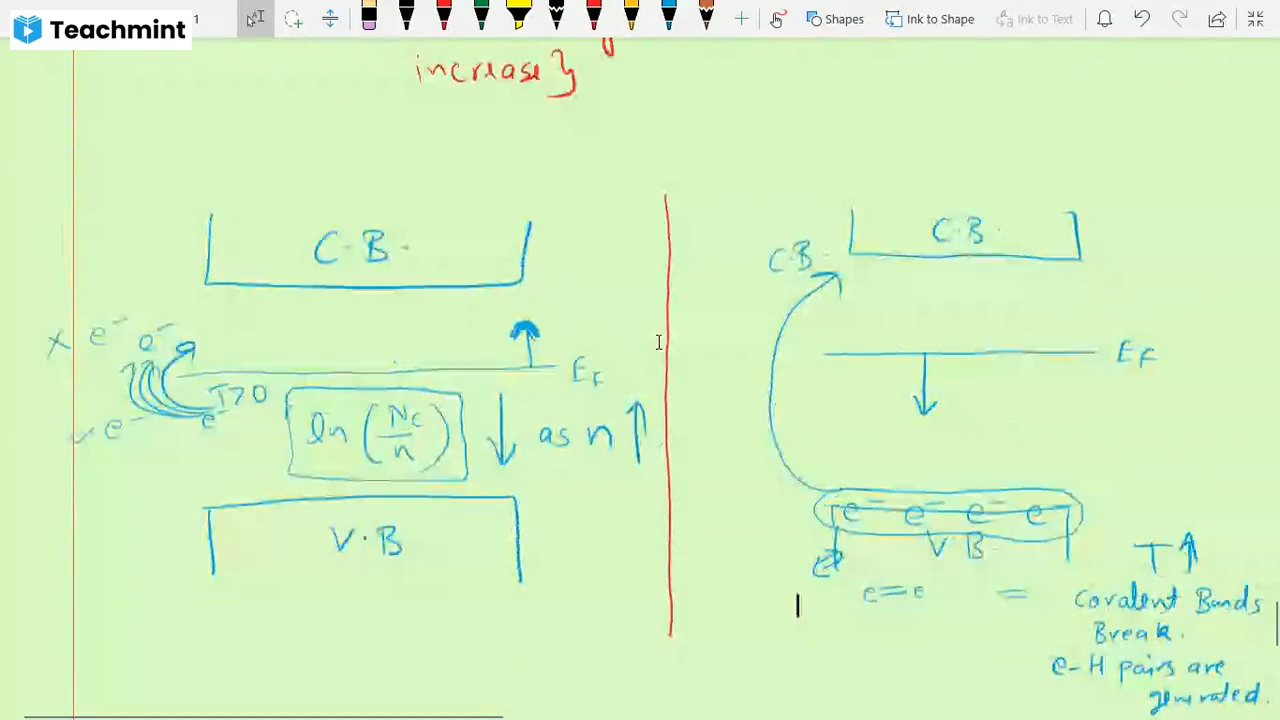 1
Shapes
Ink to Shape
Ink to Text
Teachmint
increase}
C.B.
C.B.
C.B.
x e⁻ e⁻
T>0
e⁻
e⁻
EF
EF
ln (Nc/n) ↓ as n ↑
V.B
e⁻ e⁻ e⁻ e⁻
V B
T↑
e=e = Covalent Bonds
Break.
e-H pairs are
generated.